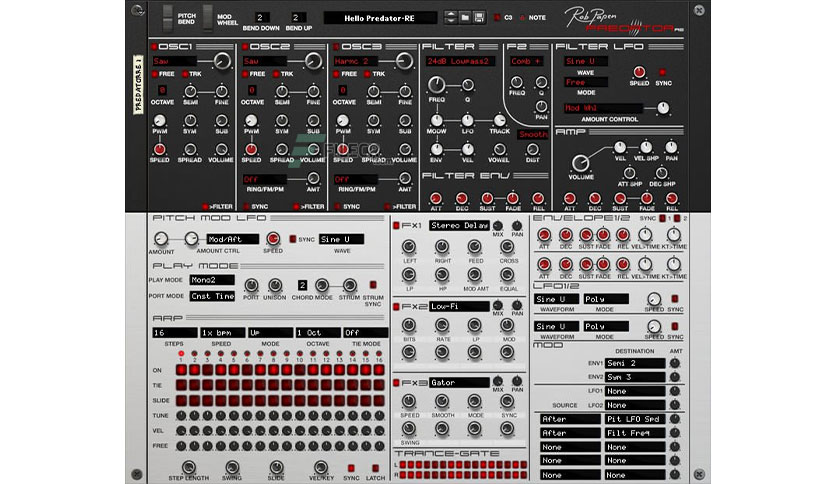 PITCH BEND
MOD WHEEL
2
BEND DOWN
2
BEND UP
Hello Predator-RE
C3
NOTE
Rob Papen
PREDATOR RE
PREDATORRE 1
OSC1
Saw
FREE
TRK
OCTAVE
SEMI
FINE
PWM
SYM
SUB
SPEED
SPREAD
VOLUME
>FILTER
OSC2
Saw
FREE
TRK
0
OCTAVE
SEMI
FINE
PWM
SYM
SUB
SPEED
SPREAD
VOLUME
Off
RING/FM/PM
AMT
SYNC
>FILTER
OSC3
Harmc 2
FREE
TRK
0
OCTAVE
SEMI
FINE
PWM
SYM
SUB
SPEED
SPREAD
VOLUME
Off
RING/FM/PM
AMT
SYNC
>FILTER
FILTER
24dB Lowpass2
FREQ
Q
MODW
LFO
TRACK
ENV
VEL
VOWEL
F2
Comb +
FREQ
Q
PAN
Smooth
DIST
FILTER ENV
ATT
DEC
SUST
FADE
REL
FILTER LFO
Sine U
WAVE
Free
MODE
SPEED
SYNC
Mod Whl
AMOUNT CONTROL
AMP
VOLUME
VEL
VEL SHP
PAN
ATT SHP
DEC SHP
ATT
DEC
SUST
FADE
REL
PITCH MOD LFO
AMOUNT
Mod/Aft
AMOUNT CTRL
SPEED
SYNC
Sine U
WAVE
PLAY MODE
PLAY MODE
Mono2
PORT MODE
Cnst Time
PORT
UNISON
2
CHORD MODE
STRUM
STRUM SYNC
ARP
16
1x bpm
Up
1 Oct
Off
STEPS
SPEED
MODE
OCTAVE
TIE MODE
1 2 3 4 5 6 7 8 9 10 11 12 13 14 15 16
ON
TIE
SLIDE
TUNE
VEL
FREE
STEP LENGTH
SWING
SLIDE
VEL/KEY
SYNC
LATCH
FX1
Stereo Delay
MIX
PAN
LEFT
RIGHT
FEED
CROSS
LP
HP
MOD AMT
EQUAL
FX2
Low-Fi
MIX
PAN
BITS
RATE
LP
MOD
FX3
Gator
MIX
PAN
SPEED
SMOOTH
MODE
SYNC
SWING
TRANCE-GATE
L
R
ENVELOPE1/2
SYNC
1
2
ATT
DEC
SUST
FADE
REL
VEL>TIME
KT>TIME
ATT
DEC
SUST
FADE
REL
VEL>TIME
KT>TIME
LFO1/2
Sine U
Poly
WAVEFORM
MODE
SPEED
SYNC
Sine U
Poly
WAVEFORM
MODE
SPEED
SYNC
MOD
DESTINATION
AMT
ENV1
Semi 2
ENV2
Sym 3
LFO1
None
SOURCE
LFO2
None
After
Pit LFO Smd
After
Filt Freq
None
None
None
None
None
None